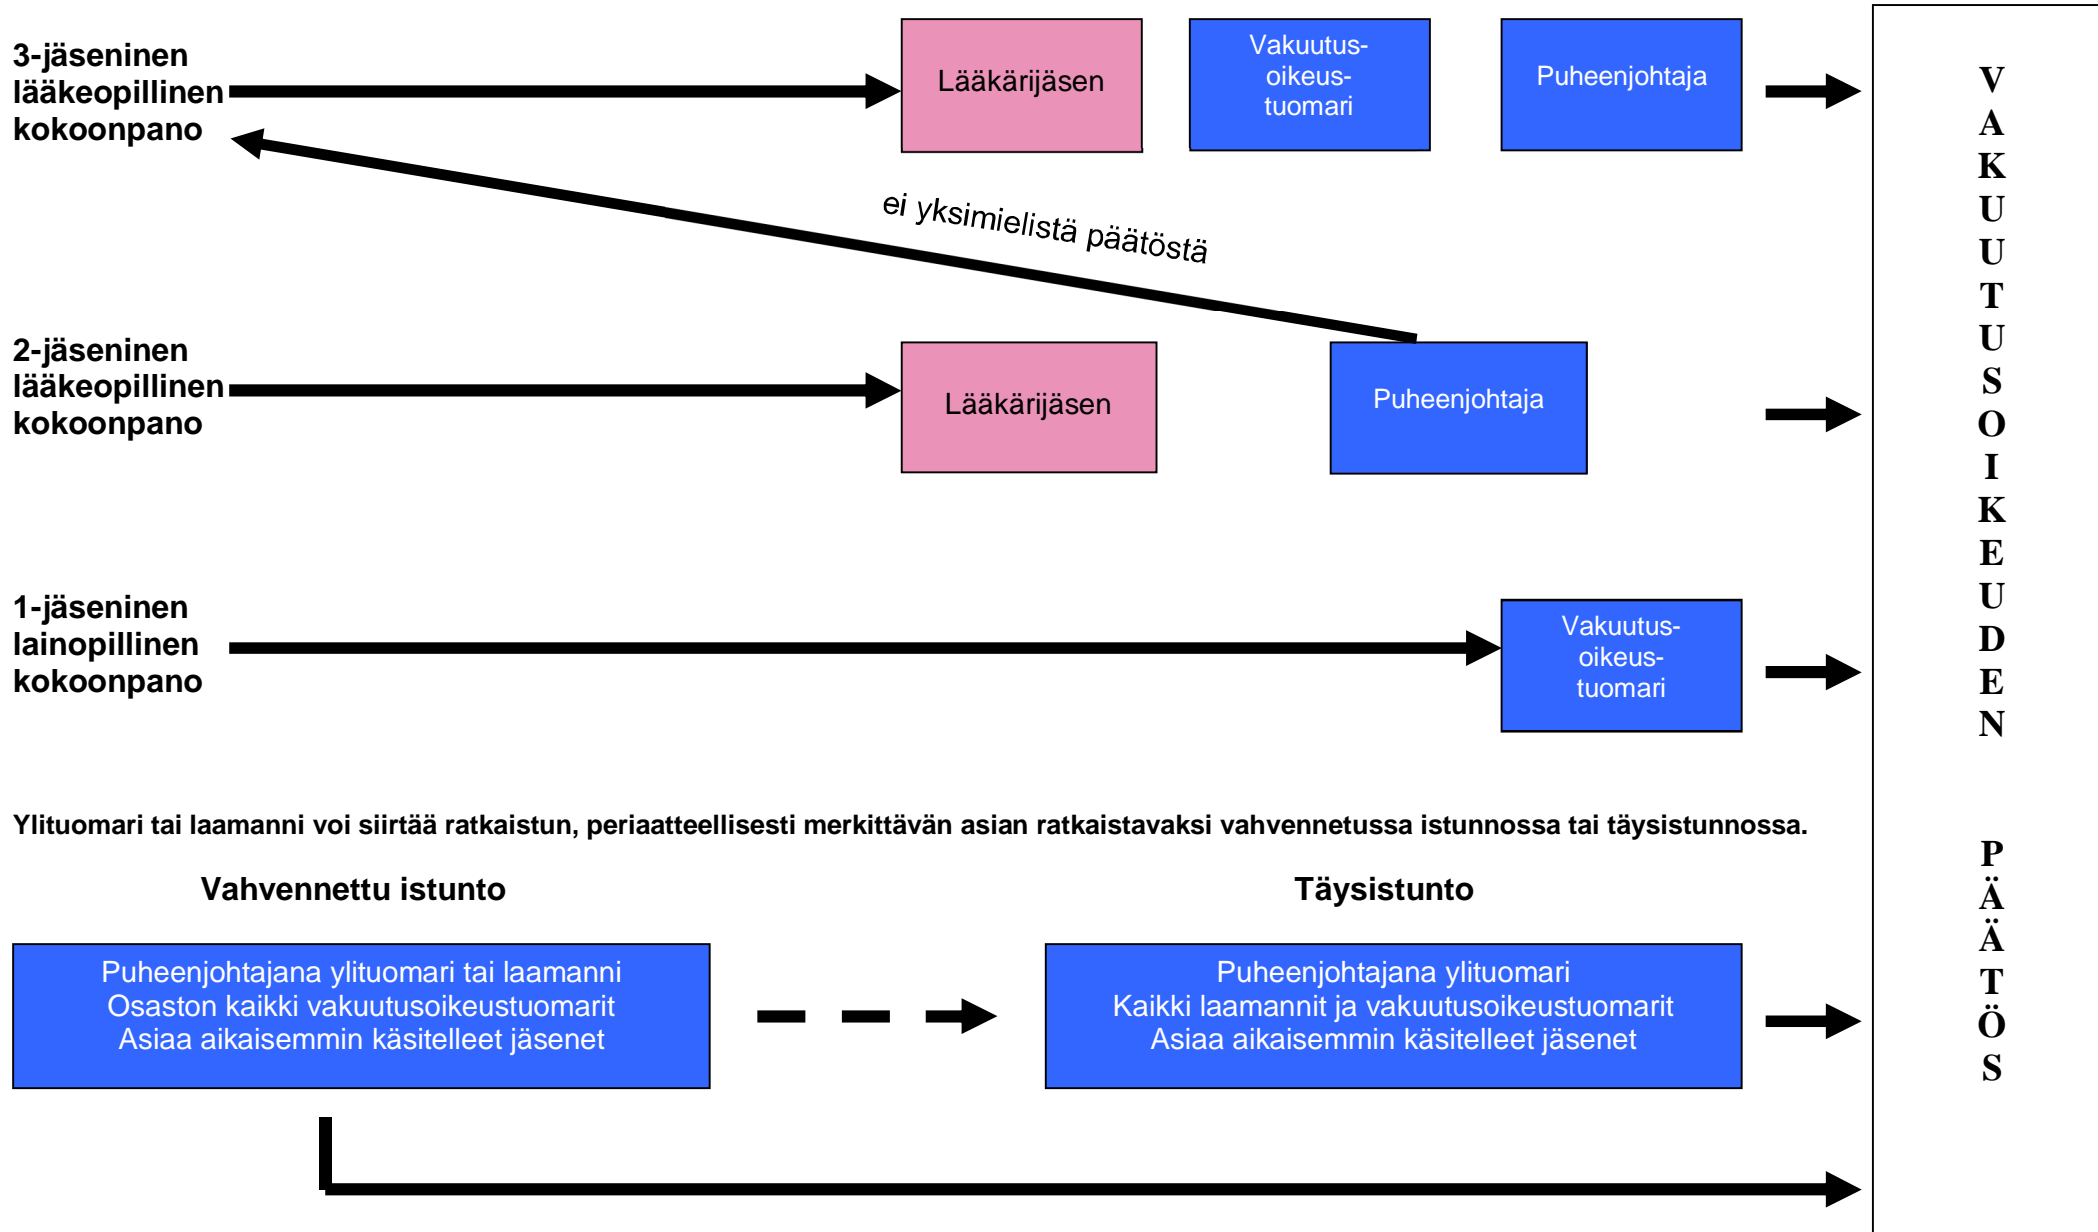 3-jäseninen
lääkeopillinen
kokoonpano
Lääkärijäsen
Vakuutus-
oikeus-
tuomari
Puheenjohtaja
ei yksimielistä päätöstä
2-jäseninen
lääkeopillinen
kokoonpano
Lääkärijäsen
Puheenjohtaja
1-jäseninen
lainopillinen
kokoonpano
Vakuutus-
oikeus-
tuomari
Ylituomari tai laamanni voi siirtää ratkaistun, periaatteellisesti merkittävän asian ratkaistavaksi vahvennetussa istunnossa tai täysistunnossa.
Vahvennettu istunto
Puheenjohtajana ylituomari tai laamanni
Osaston kaikki vakuutusoikeustuomarit
Asiaa aikaisemmin käsitelleet jäsenet
Täysistunto
Puheenjohtajana ylituomari
Kaikki laamannit ja vakuutusoikeustuomarit
Asiaa aikaisemmin käsitelleet jäsenet
VAKUUTUSOIKEUDEN PÄÄTÖS